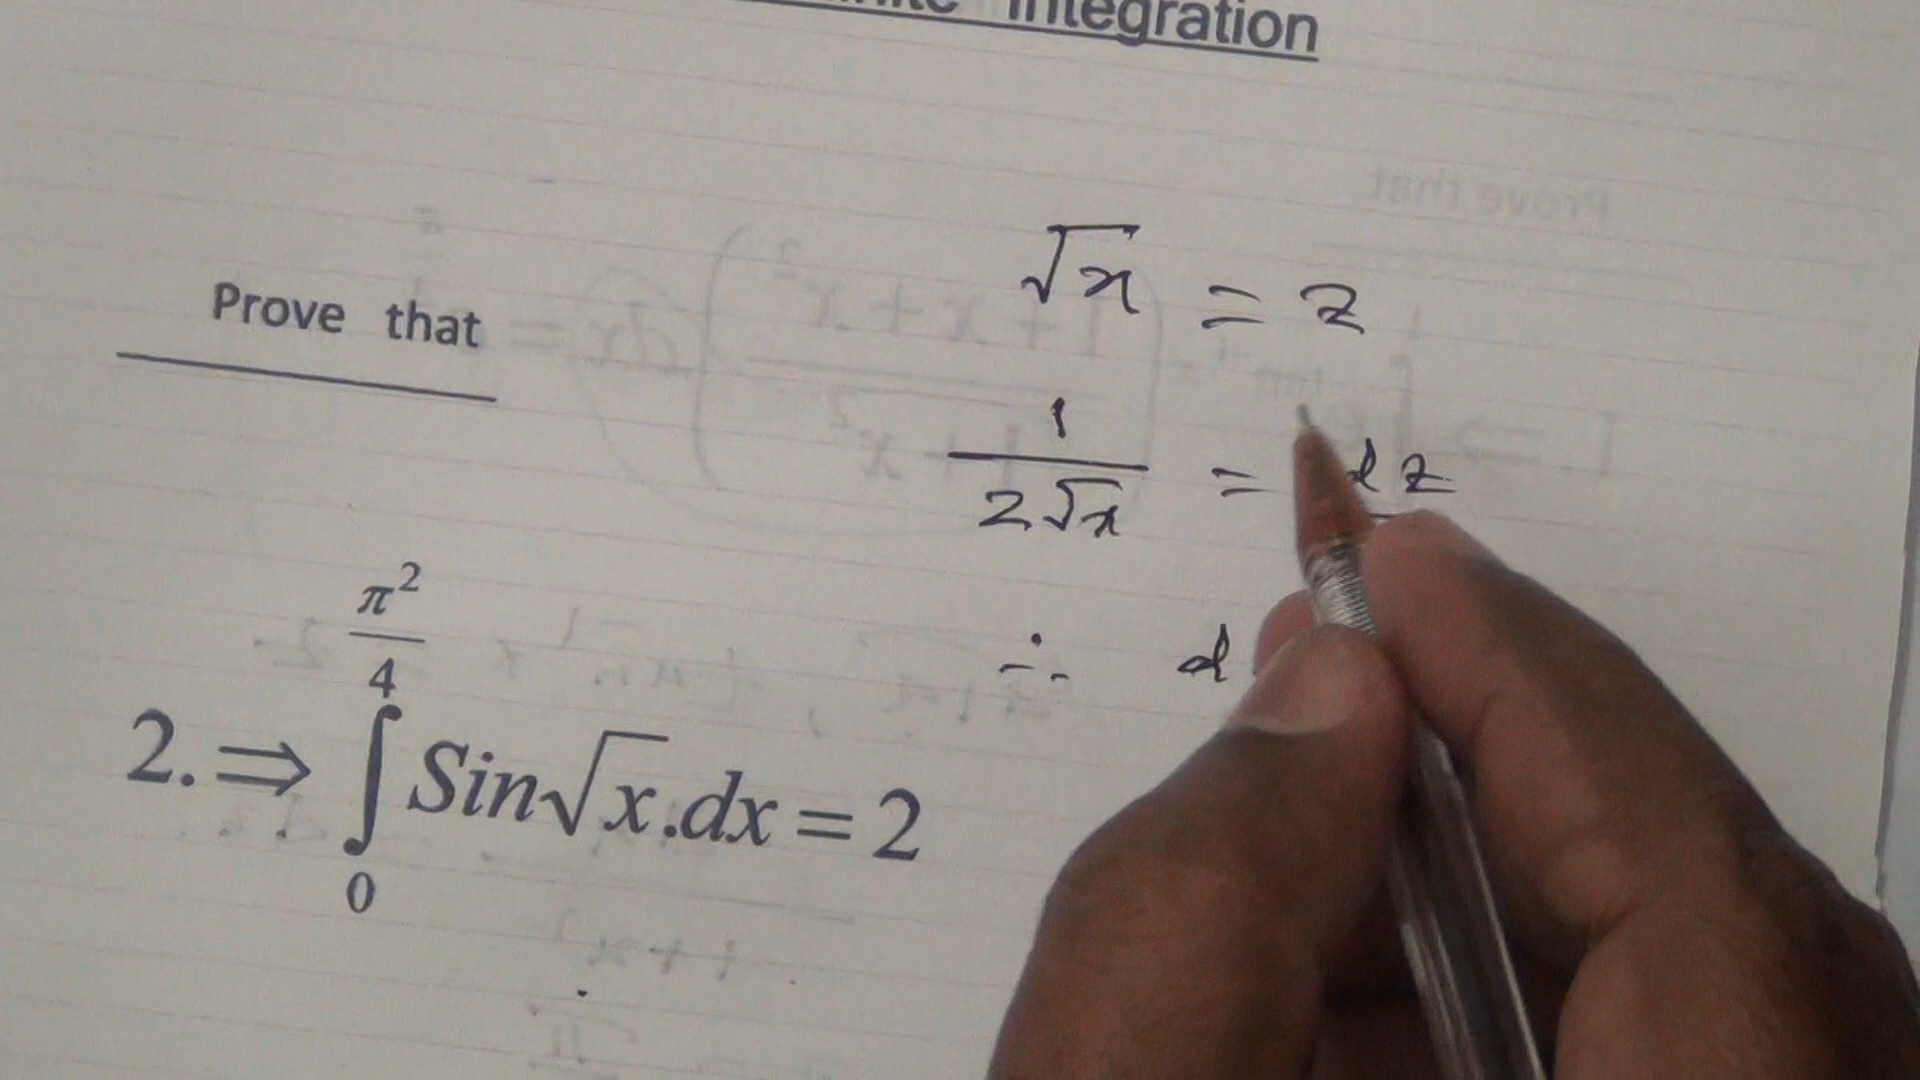 Integration
Prove that
√x = z
1/(2√x) = dz
∴ d
2. ⇒ ∫₀^(π²/4) Sin√x.dx = 2